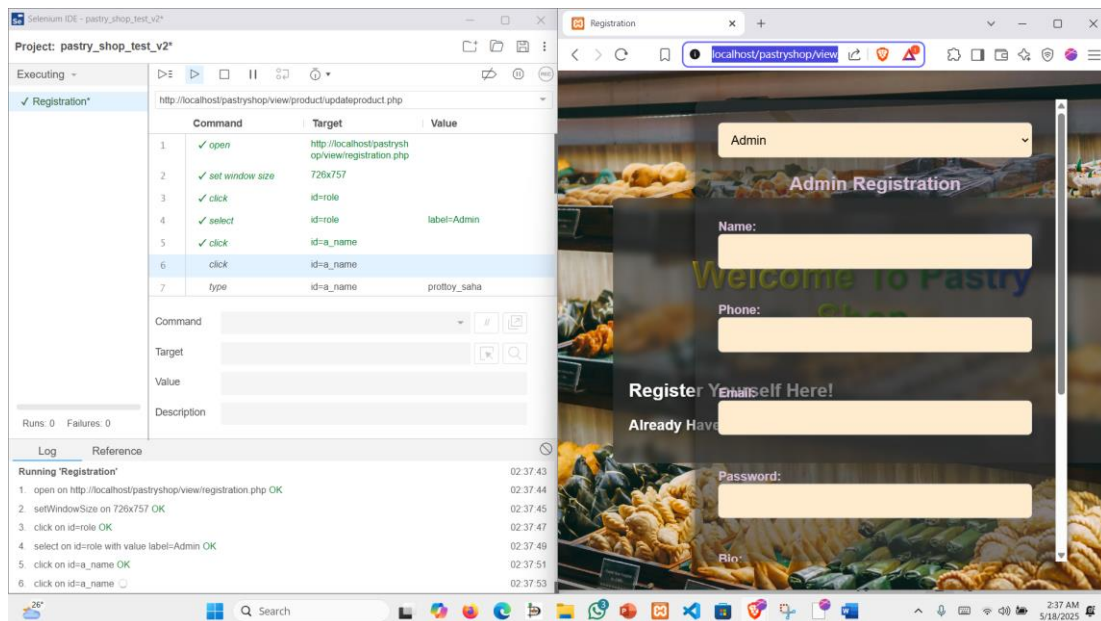 Selenium IDE - pastry_shop_test_v2*
Project: pastry_shop_test_v2*
Executing
✓ Registration*
http://localhost/pastryshop/view/product/updateproduct.php
Command Target Value
1 ✓ open http://localhost/pastrysh
op/view/registration.php
2 ✓ set window size 726x757
3 ✓ click id=role
4 ✓ select id=role label=Admin
5 ✓ click id=a_name
6 click id=a_name
7 type id=a_name prottoy_saha
Command
//
Target
Value
Description
Runs: 0 Failures: 0
Log Reference
Running 'Registration' 02:37:43
1. open on http://localhost/pastryshop/view/registration.php OK 02:37:44
2. setWindowSize on 726x757 OK 02:37:45
3. click on id=role OK 02:37:47
4. select on id=role with value label=Admin OK 02:37:49
5. click on id=a_name OK 02:37:51
6. click on id=a_name 02:37:53
Registration
localhost/pastryshop/view
Admin
Admin Registration
Name:
Welcome To Pastry
Shop
Phone:
Register Yourself Here!
Email:
Already Have
Password:
Bio:
26°
Search
3
2:37 AM
5/18/2025